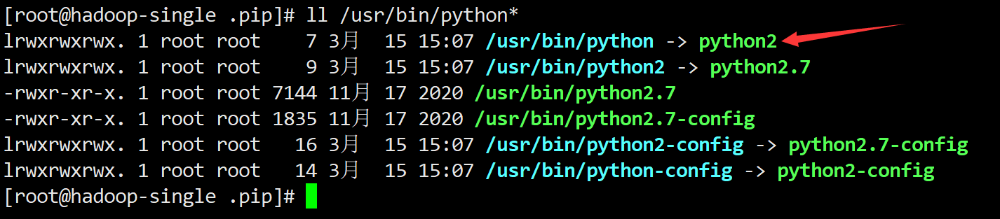 [root@hadoop-single .pip]# ll /usr/bin/python*
lrwxrwxrwx. 1 root root    7 3月  15 15:07 /usr/bin/python -> python2
lrwxrwxrwx. 1 root root    9 3月  15 15:07 /usr/bin/python2 -> python2.7
-rwxr-xr-x. 1 root root 7144 11月 17 2020 /usr/bin/python2.7
-rwxr-xr-x. 1 root root 1835 11月 17 2020 /usr/bin/python2.7-config
lrwxrwxrwx. 1 root root   16 3月  15 15:07 /usr/bin/python2-config -> python2.7-config
lrwxrwxrwx. 1 root root   14 3月  15 15:07 /usr/bin/python-config -> python2-config
[root@hadoop-single .pip]#